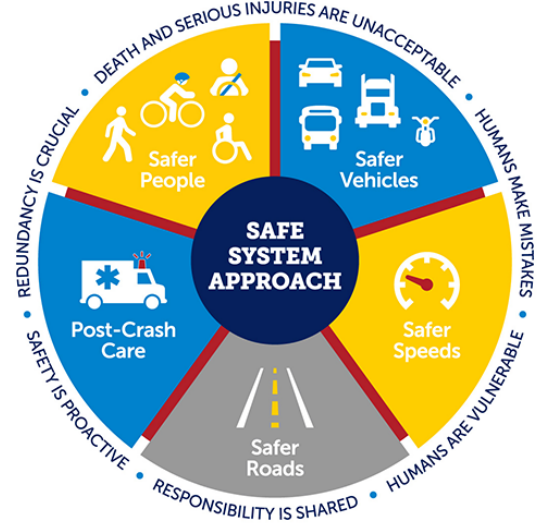 DEATH AND SERIOUS INJURIES ARE UNACCEPTABLE
HUMANS MAKE MISTAKES
HUMANS ARE VULNERABLE
RESPONSIBILITY IS SHARED
SAFETY IS PROACTIVE
REDUNDANCY IS CRUCIAL
Safer
People
Safer
Vehicles
SAFE
SYSTEM
APPROACH
Post-Crash
Care
Safer
Speeds
Safer
Roads